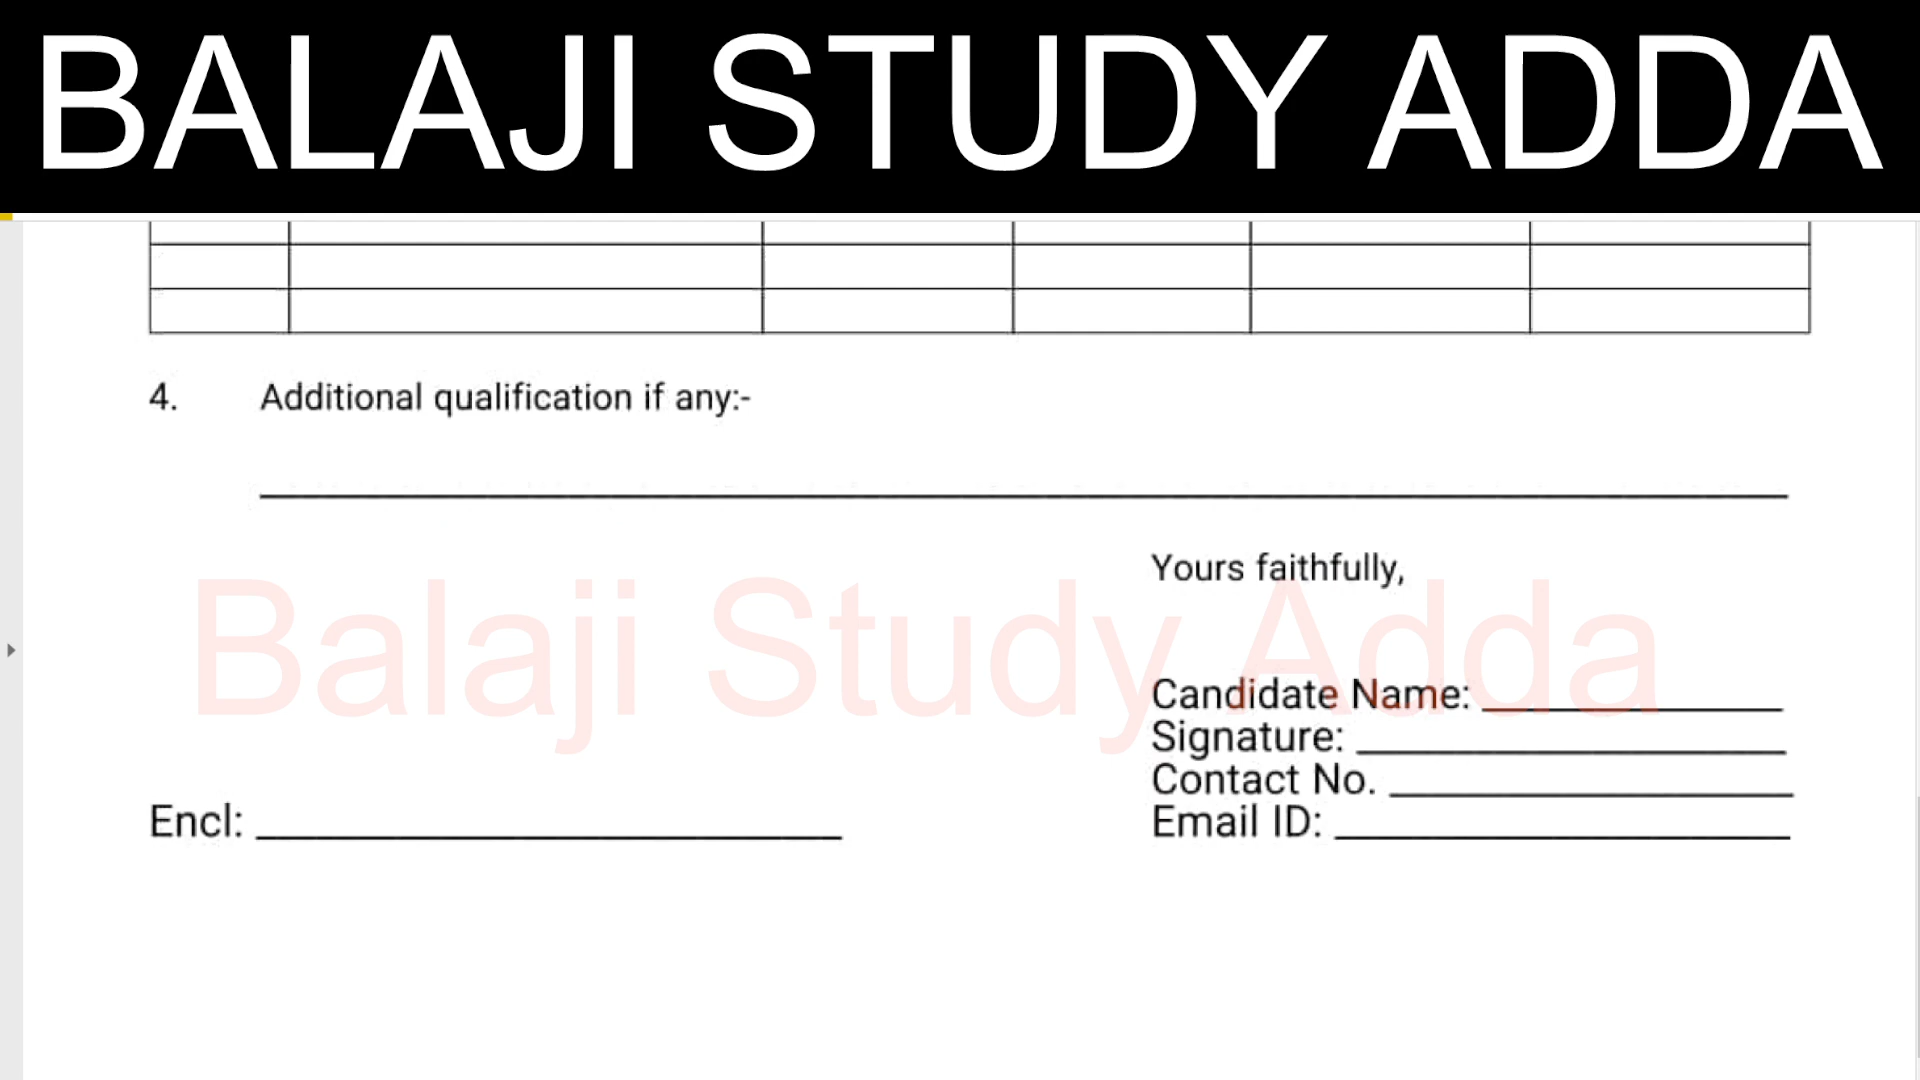 BALAJI STUDY ADDA
4. Additional qualification if any:-
Yours faithfully,
Balaji Study Adda
Candidate Name:
Signature:
Contact No.
Encl:
Email ID: